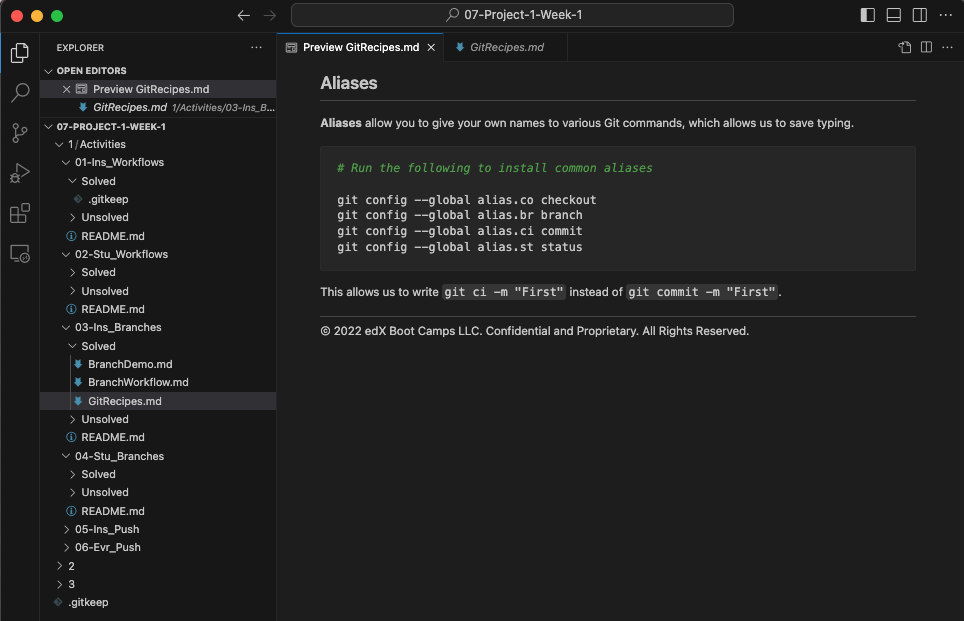 07-Project-1-Week-1
EXPLORER
OPEN EDITORS
Preview GitRecipes.md
GitRecipes.md 1/Activities/03-Ins_B...
07-PROJECT-1-WEEK-1
1/Activities
01-Ins_Workflows
Solved
.gitkeep
Unsolved
README.md
02-Stu_Workflows
Solved
Unsolved
README.md
03-Ins_Branches
Solved
BranchDemo.md
BranchWorkflow.md
GitRecipes.md
Unsolved
README.md
04-Stu_Branches
Solved
Unsolved
README.md
05-Ins_Push
06-Evr_Push
2
3
.gitkeep
Preview GitRecipes.md
GitRecipes.md
Aliases
Aliases allow you to give your own names to various Git commands, which allows us to save typing.
# Run the following to install common aliases
git config --global alias.co checkout
git config --global alias.br branch
git config --global alias.ci commit
git config --global alias.st status
This allows us to write git ci -m "First" instead of git commit -m "First".
© 2022 edX Boot Camps LLC. Confidential and Proprietary. All Rights Reserved.